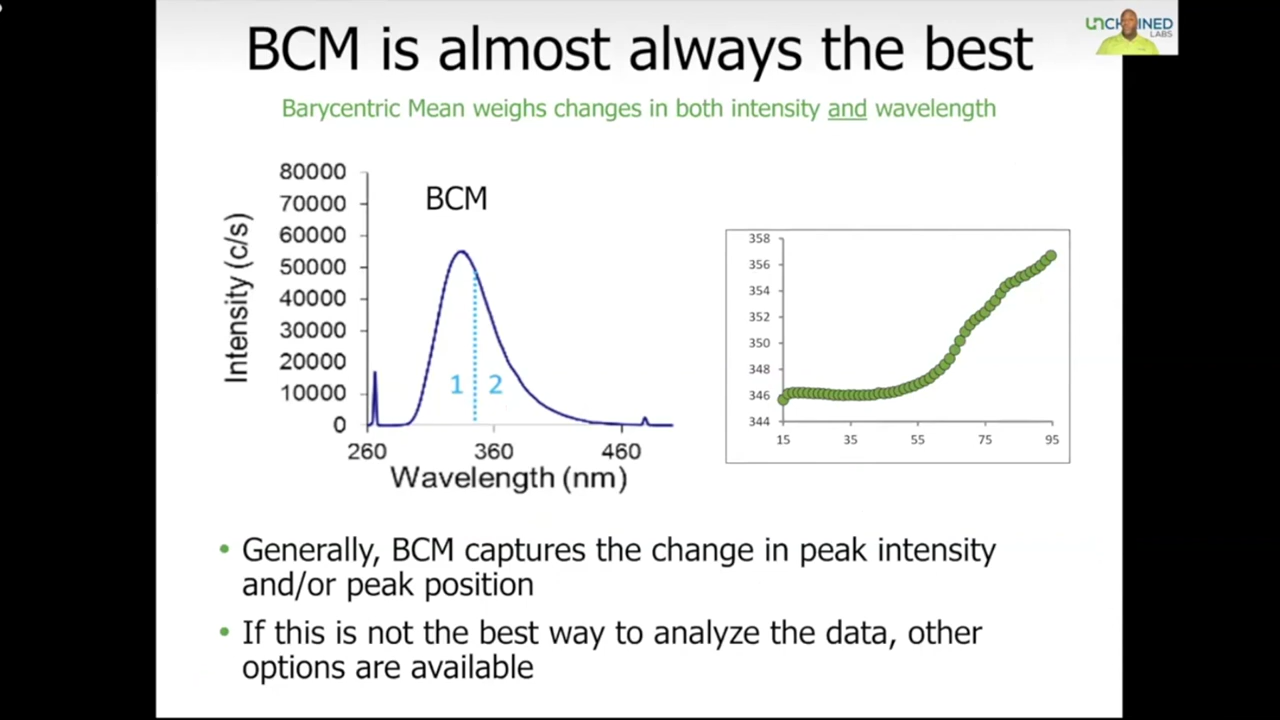 BCM is almost always the best
LABS
Barycentric Mean weighs changes in both intensity and wavelength
BCM
Intensity (c/s)
80000
70000
60000
50000
40000
30000
20000
10000
0
1 2
260 360 460
Wavelength (nm)
358
356
354
352
350
348
346
344
15 35 55 75 95
• Generally, BCM captures the change in peak intensity
and/or peak position
• If this is not the best way to analyze the data, other
options are available